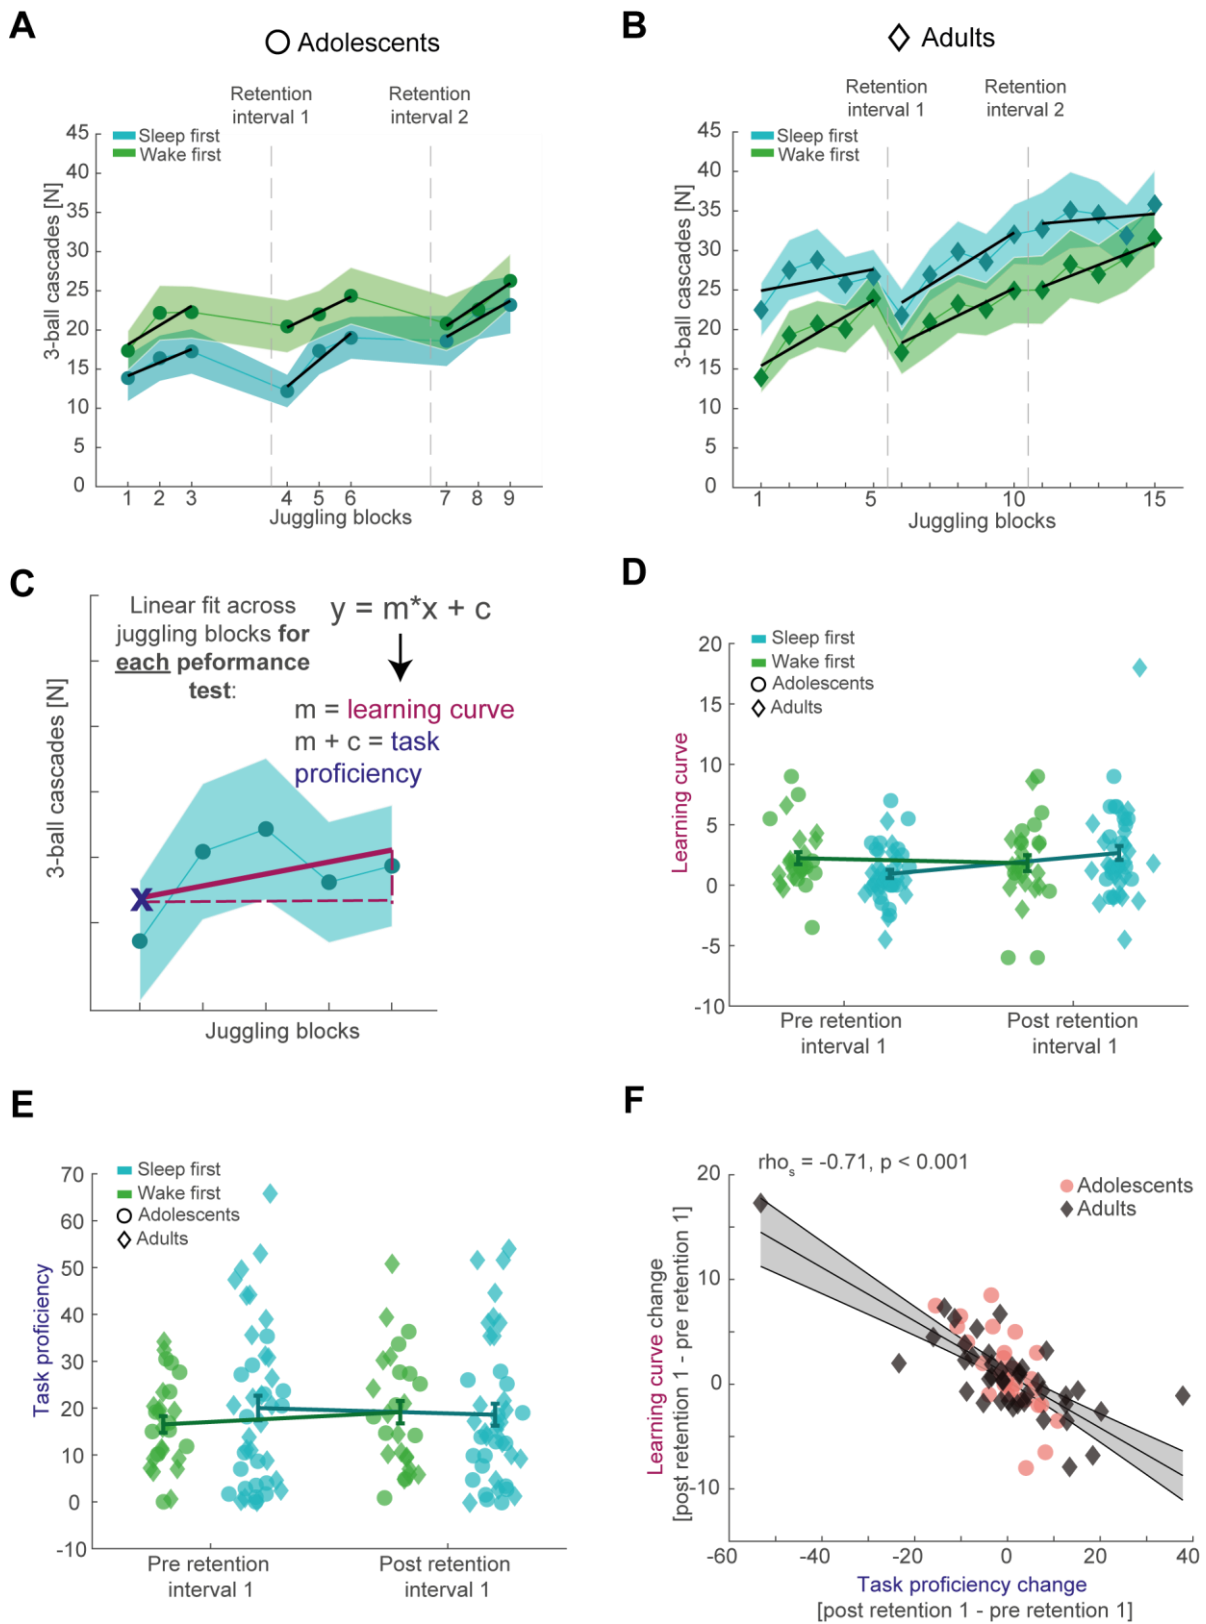 A
Adolescents
Retention
interval 1
Retention
interval 2
Sleep first
Wake first
3-ball cascades [N]
45
40
35
30
25
20
15
10
5
0
1 2 3 4 5 6 7 8 9
Juggling blocks
B
Adults
Retention
interval 1
Retention
interval 2
Sleep first
Wake first
3-ball cascades [N]
45
40
35
30
25
20
15
10
5
0
1 5 10 15
Juggling blocks
C
Linear fit across
juggling blocks for
each peformance
test:
y = m*x + c
m = learning curve
m + c = task
proficiency
3-ball cascades [N]
Juggling blocks
D
Sleep first
Wake first
Adolescents
Adults
Learning curve
20
15
10
5
0
-5
-10
Pre retention
interval 1
Post retention
interval 1
E
Sleep first
Wake first
Adolescents
Adults
Task proficiency
70
60
50
40
30
20
10
0
-10
Pre retention
interval 1
Post retention
interval 1
F
rhos = -0.71, p < 0.001
Adolescents
Adults
Learning curve change
[post retention 1 - pre retention 1]
20
10
0
-10
-60 -40 -20 0 20 40
Task proficiency change
[post retention 1 - pre retention 1]